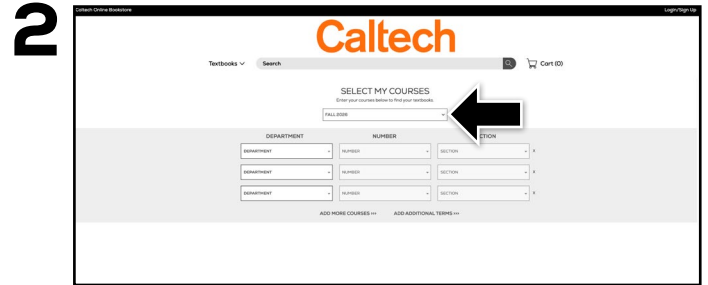 2
Caltech Online Bookstore Login/Sign Up
Caltech
Textbooks Search Cart (0)
SELECT MY COURSES
Enter your courses below to find your textbooks.
FALL 2026
DEPARTMENT NUMBER CTION
DEPARTMENT NUMBER SECTION X
DEPARTMENT NUMBER SECTION X
DEPARTMENT NUMBER SECTION X
ADD MORE COURSES >>> ADD ADDITIONAL TERMS >>>